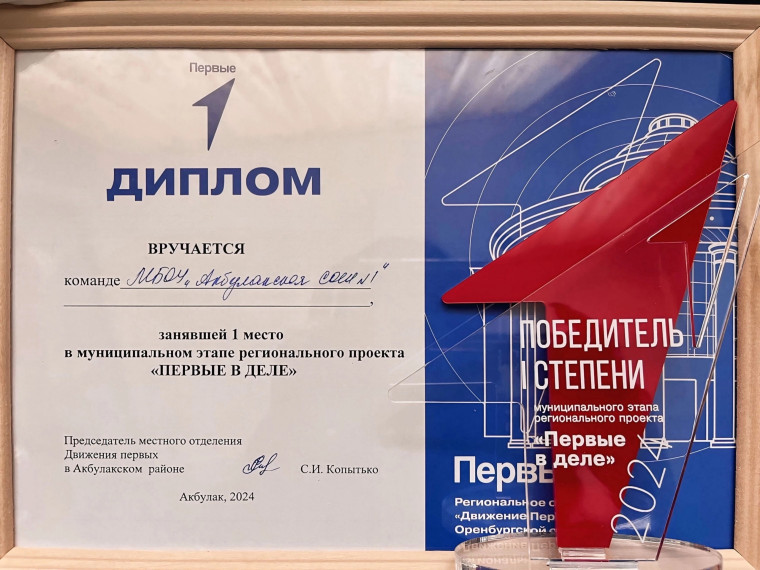 Первые
ДИПЛОМ
ВРУЧАЕТСЯ
команде МБОУ „Акбулакская СОШ №1"
занявшей 1 место
в муниципальном этапе регионального проекта
«ПЕРВЫЕ В ДЕЛЕ»
Председатель местного отделения
Движения первых
в Акбулакском районе С.И. Копытько
Акбулак, 2024
ПОБЕДИТЕЛЬ
I СТЕПЕНИ
муниципального этапа
регионального проекта
«Первые
в деле»
2024
Первы
Региональное о
«Движение Пер
Оренбургской о